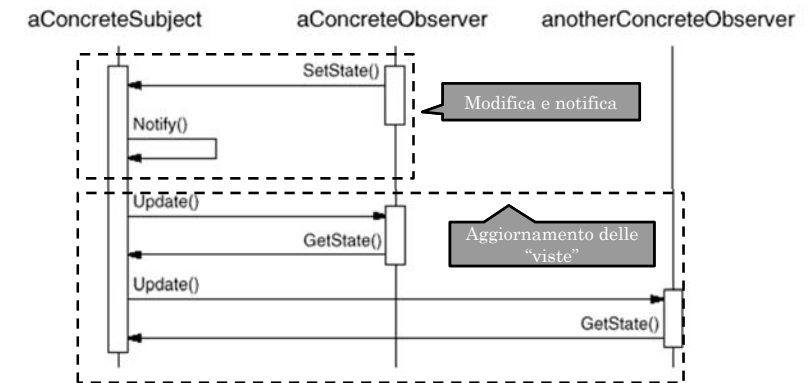 aConcreteSubject
aConcreteObserver
anotherConcreteObserver
SetState()
Modifica e notifica
Notify()
Update()
GetState()
Aggiornamento delle
“viste”
Update()
GetState()